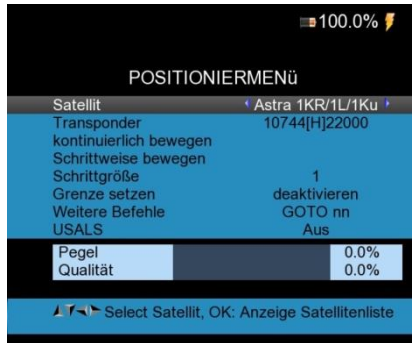 100.0%
POSITIONIERMENü
Satellit Astra 1KR/1L/1Ku
Transponder 10744[H]22000
kontinuierlich bewegen
Schrittweise bewegen
Schrittgröße 1
Grenze setzen deaktivieren
Weitere Befehle GOTO nn
USALS Aus
Pegel 0.0%
Qualität 0.0%
Select Satellit, OK: Anzeige Satellitenliste